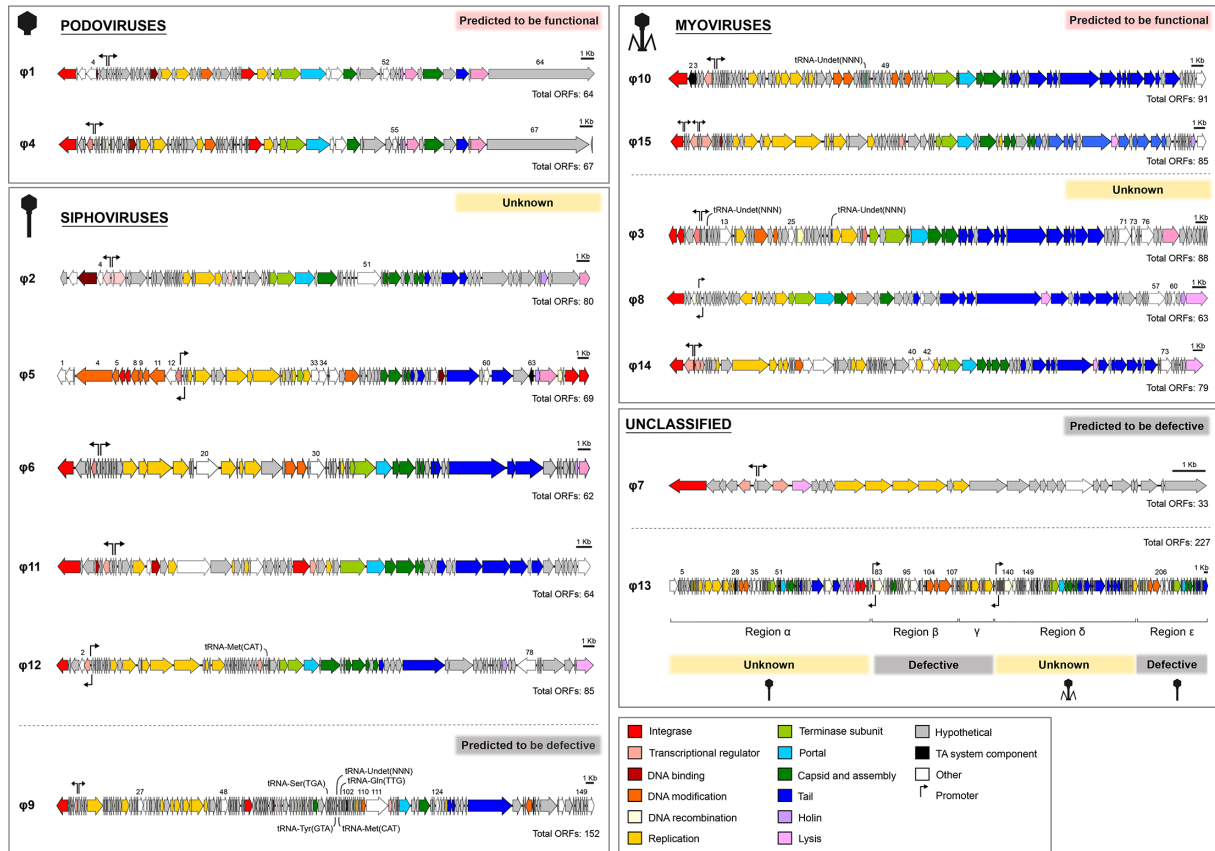 PODOVIRUSES
Predicted to be functional
1 Kb
φ1
4
52
64
Total ORFs: 64
1 Kb
φ4
55
67
Total ORFs: 67
SIPHOVIRUSES
Unknown
1 Kb
φ2
4
51
Total ORFs: 80
1 Kb
φ5
1
4
5
8 9
11
12
33 34
60
63
Total ORFs: 69
1 Kb
φ6
20
30
Total ORFs: 62
1 Kb
φ11
Total ORFs: 64
1 Kb
φ12
2
tRNA-Met(CAT)
78
Total ORFs: 85
Predicted to be defective
1 Kb
φ9
27
48
tRNA-Ser(TGA)
tRNA-Undet(NNN)
tRNA-Gln(TTG)
102 110 111
124
149
tRNA-Tyr(GTA)
tRNA-Met(CAT)
Total ORFs: 152
MYOVIRUSES
Predicted to be functional
1 Kb
φ10
23
tRNA-Undet(NNN)
49
Total ORFs: 91
1 Kb
φ15
Total ORFs: 85
Unknown
1 Kb
φ3
tRNA-Undet(NNN)
13
25
tRNA-Undet(NNN)
71 73 76
Total ORFs: 88
1 Kb
φ8
57 60
Total ORFs: 63
1 Kb
φ14
40 42
73
Total ORFs: 79
UNCLASSIFIED
Predicted to be defective
1 Kb
φ7
Total ORFs: 33
Total ORFs: 227
1 Kb
φ13
5
28
35
51
83
95
104
107
140
149
206
Region α
Region β
γ
Region δ
Region ε
Unknown
Defective
Unknown
Defective
Integrase
Transcriptional regulator
DNA binding
DNA modification
DNA recombination
Replication
Terminase subunit
Portal
Capsid and assembly
Tail
Holin
Lysis
Hypothetical
TA system component
Other
Promoter